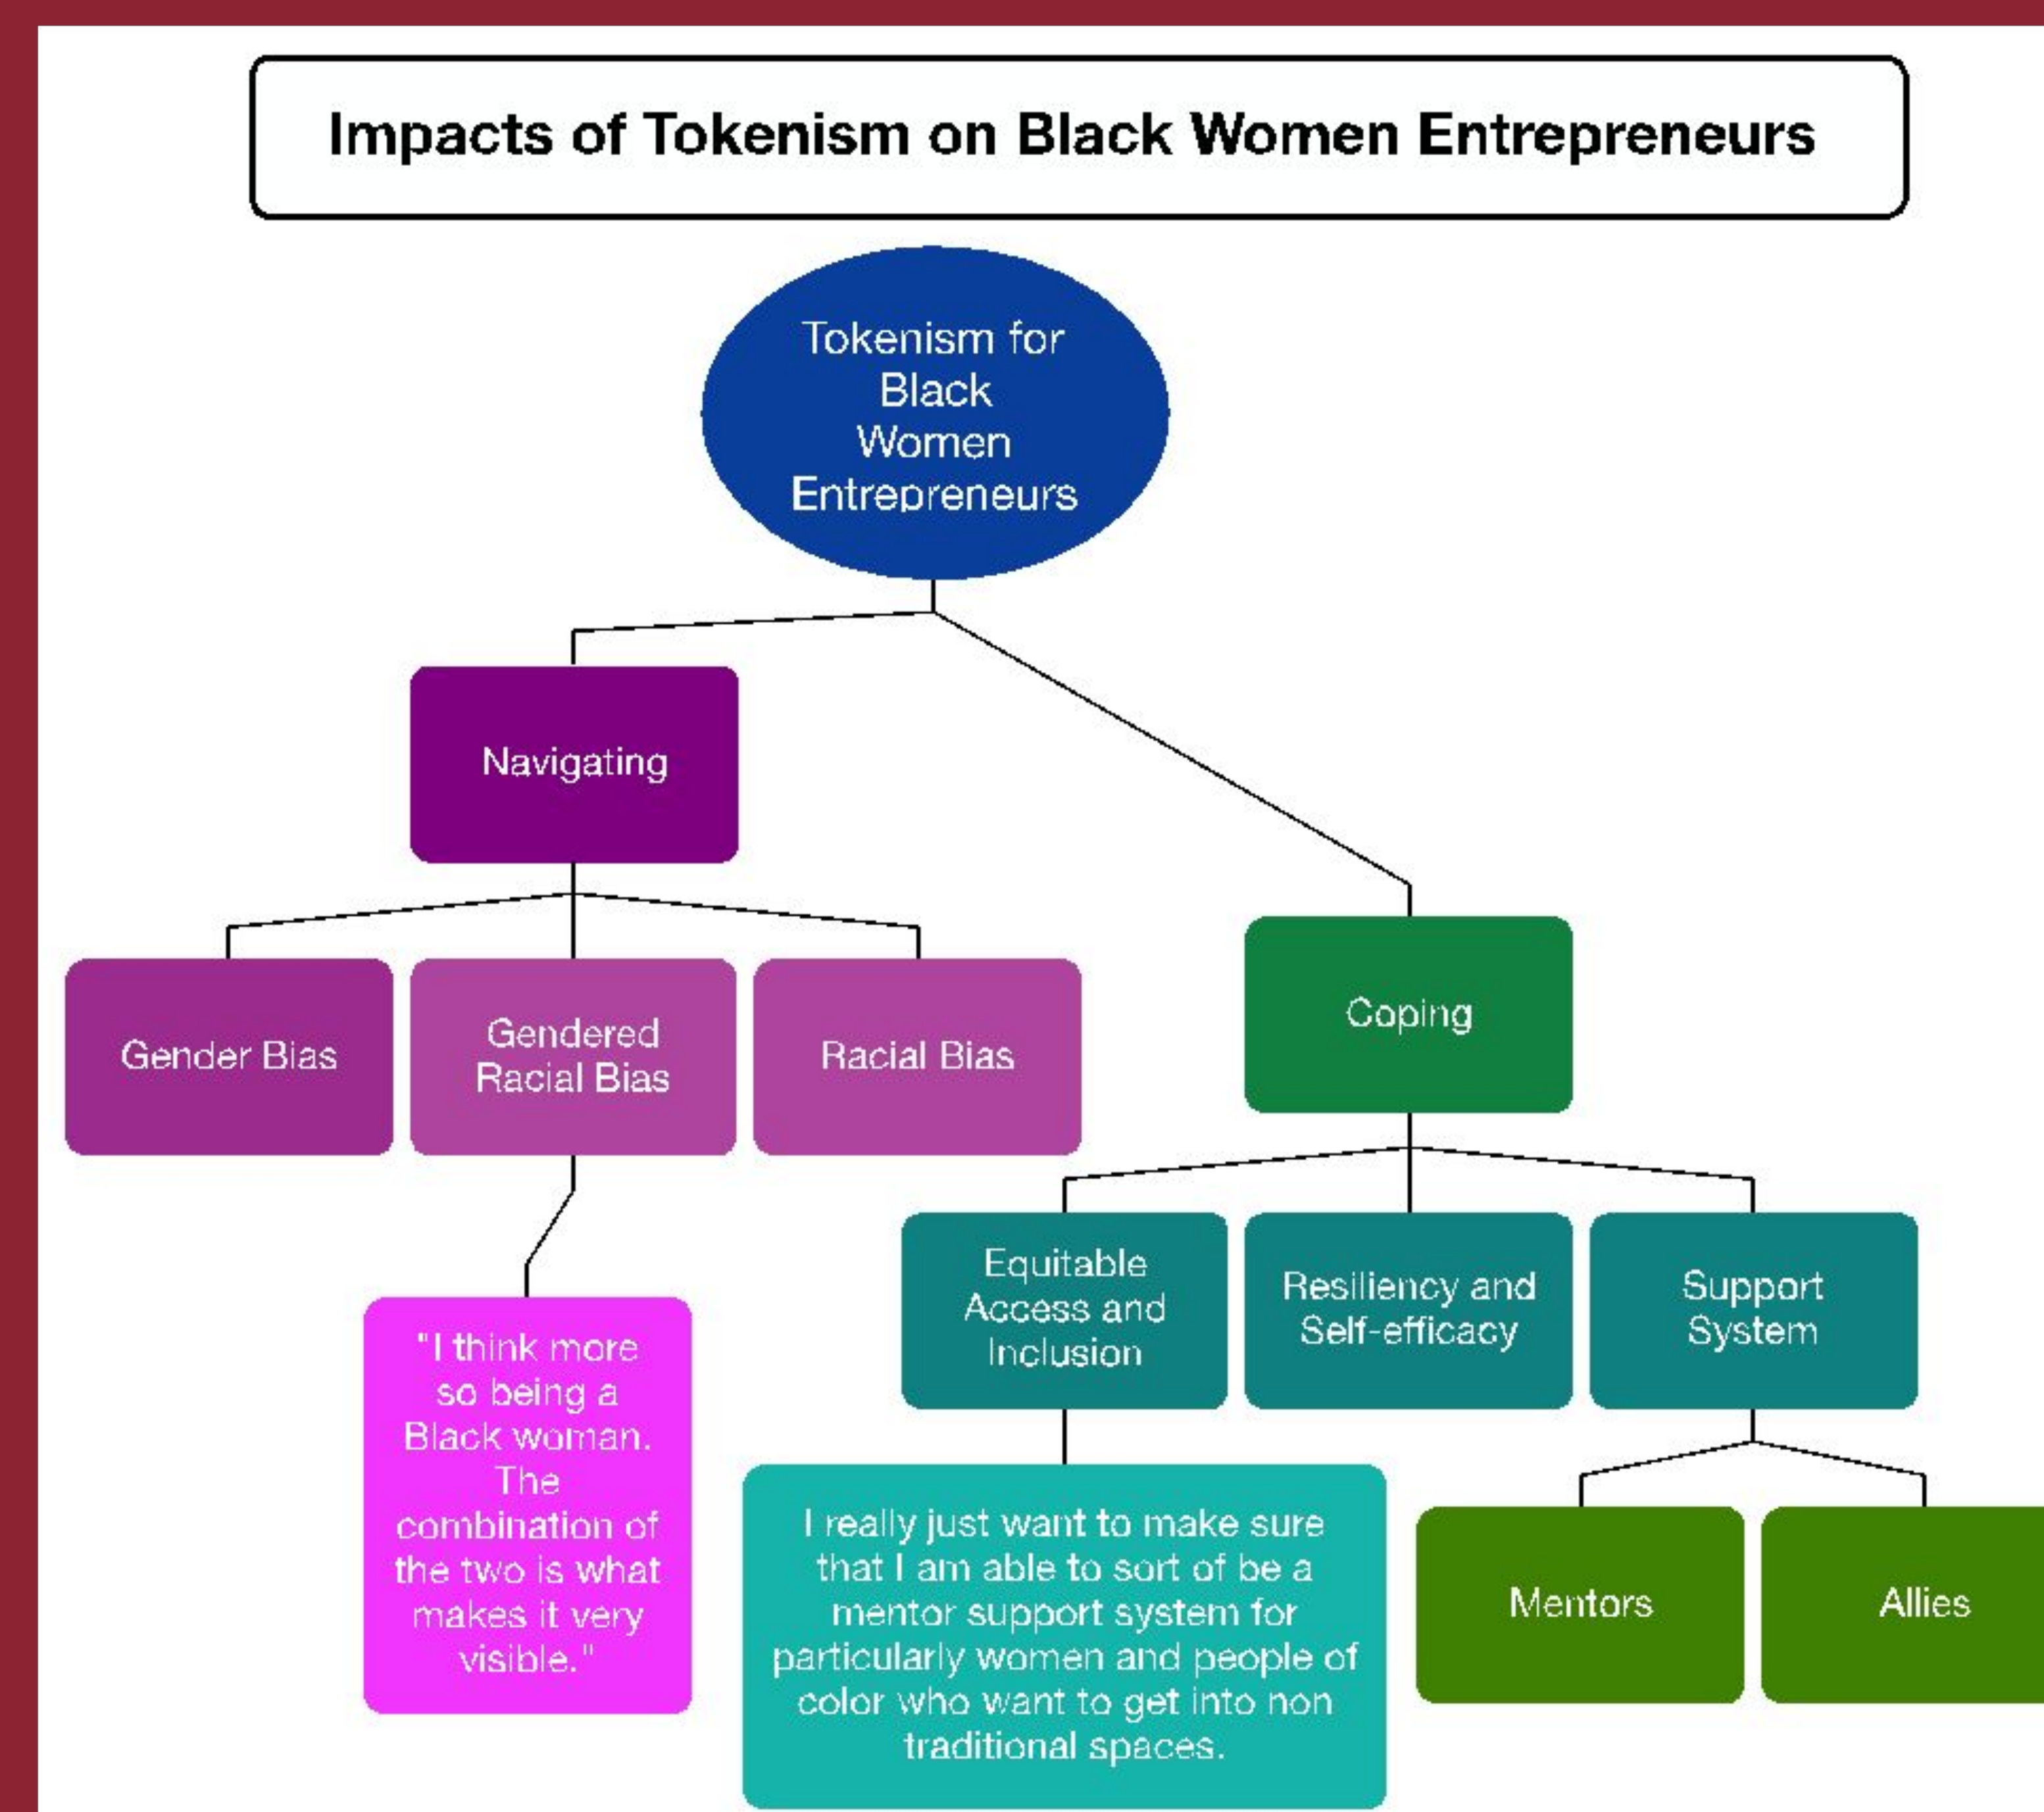 Impacts of Tokenism on Black Women Entrepreneurs
Tokenism for
Black
Women
Entrepreneurs
Navigating
Gender Bias
Gendered
Racial Bias
Racial Bias
Coping
"I think more
so being a
Black woman.
The
combination of
the two is what
makes it very
visible."
Equitable
Access and
Inclusion
Resiliency and
Self-efficacy
Support
System
I really just want to make sure
that I am able to sort of be a
mentor support system for
particularly women and people of
color who want to get into non
traditional spaces.
Mentors
Allies